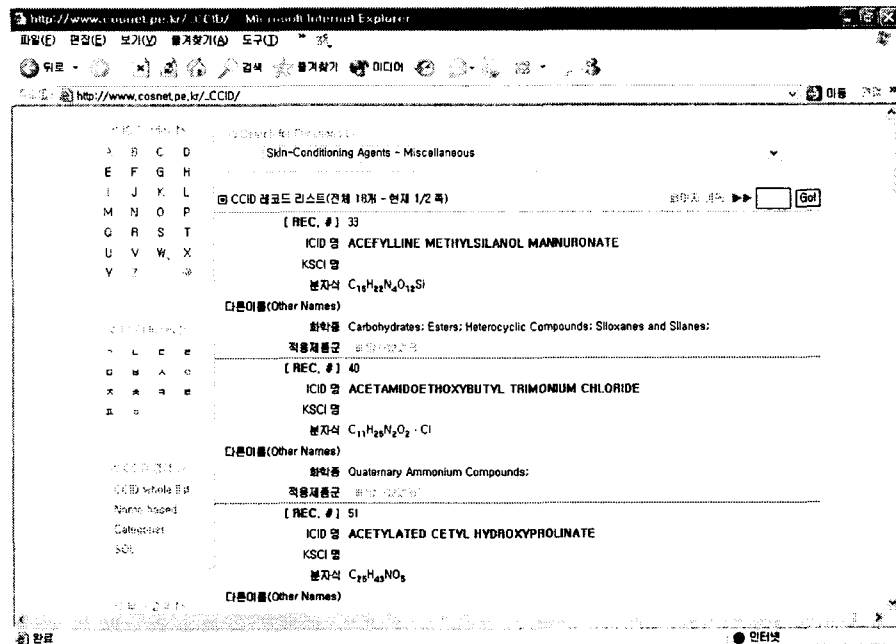 http://www.cosnet.pe.kr/_CCID/ - Microsoft Internet Explorer
파일(F) 편집(E) 보기(V) 즐겨찾기(A) 도구(T) »
뒤로 검색 즐겨찾기 미디어
http://www.cosnet.pe.kr/_CCID/ 이동 »
A B C D
E F G H
I J K L
M N O P
Q R S T
U V W X
Y Z
ㄱ ㄴ ㄷ ㄹ
ㅁ ㅂ ㅅ ㅇ
ㅈ ㅊ ㅋ ㅌ
ㅍ ㅎ
CCID whole list
Name based
Categories
SQL
Skin-Conditioning Agents - Miscellaneous
CCID 레코드 리스트(전체 18개 - 현재 1/2 쪽) ▶▶ Go!
[ REC. # ] 33
ICID 명 ACEFYLLINE METHYLSILANOL MANNURONATE
KSCI 명
분자식 C₁₆H₂₂N₄O₁₂Si
다른이름(Other Names)
화학종 Carbohydrates; Esters; Heterocyclic Compounds; Siloxanes and Silanes;
적용제품군
[ REC. # ] 40
ICID 명 ACETAMIDOETHOXYBUTYL TRIMONIUM CHLORIDE
KSCI 명
분자식 C₁₁H₂₅N₂O₂ · Cl
다른이름(Other Names)
화학종 Quaternary Ammonium Compounds;
적용제품군
[ REC. # ] 51
ICID 명 ACETYLATED CETYL HYDROXYPROLINATE
KSCI 명
분자식 C₂₅H₄₃NO₅
다른이름(Other Names)
완료 인터넷